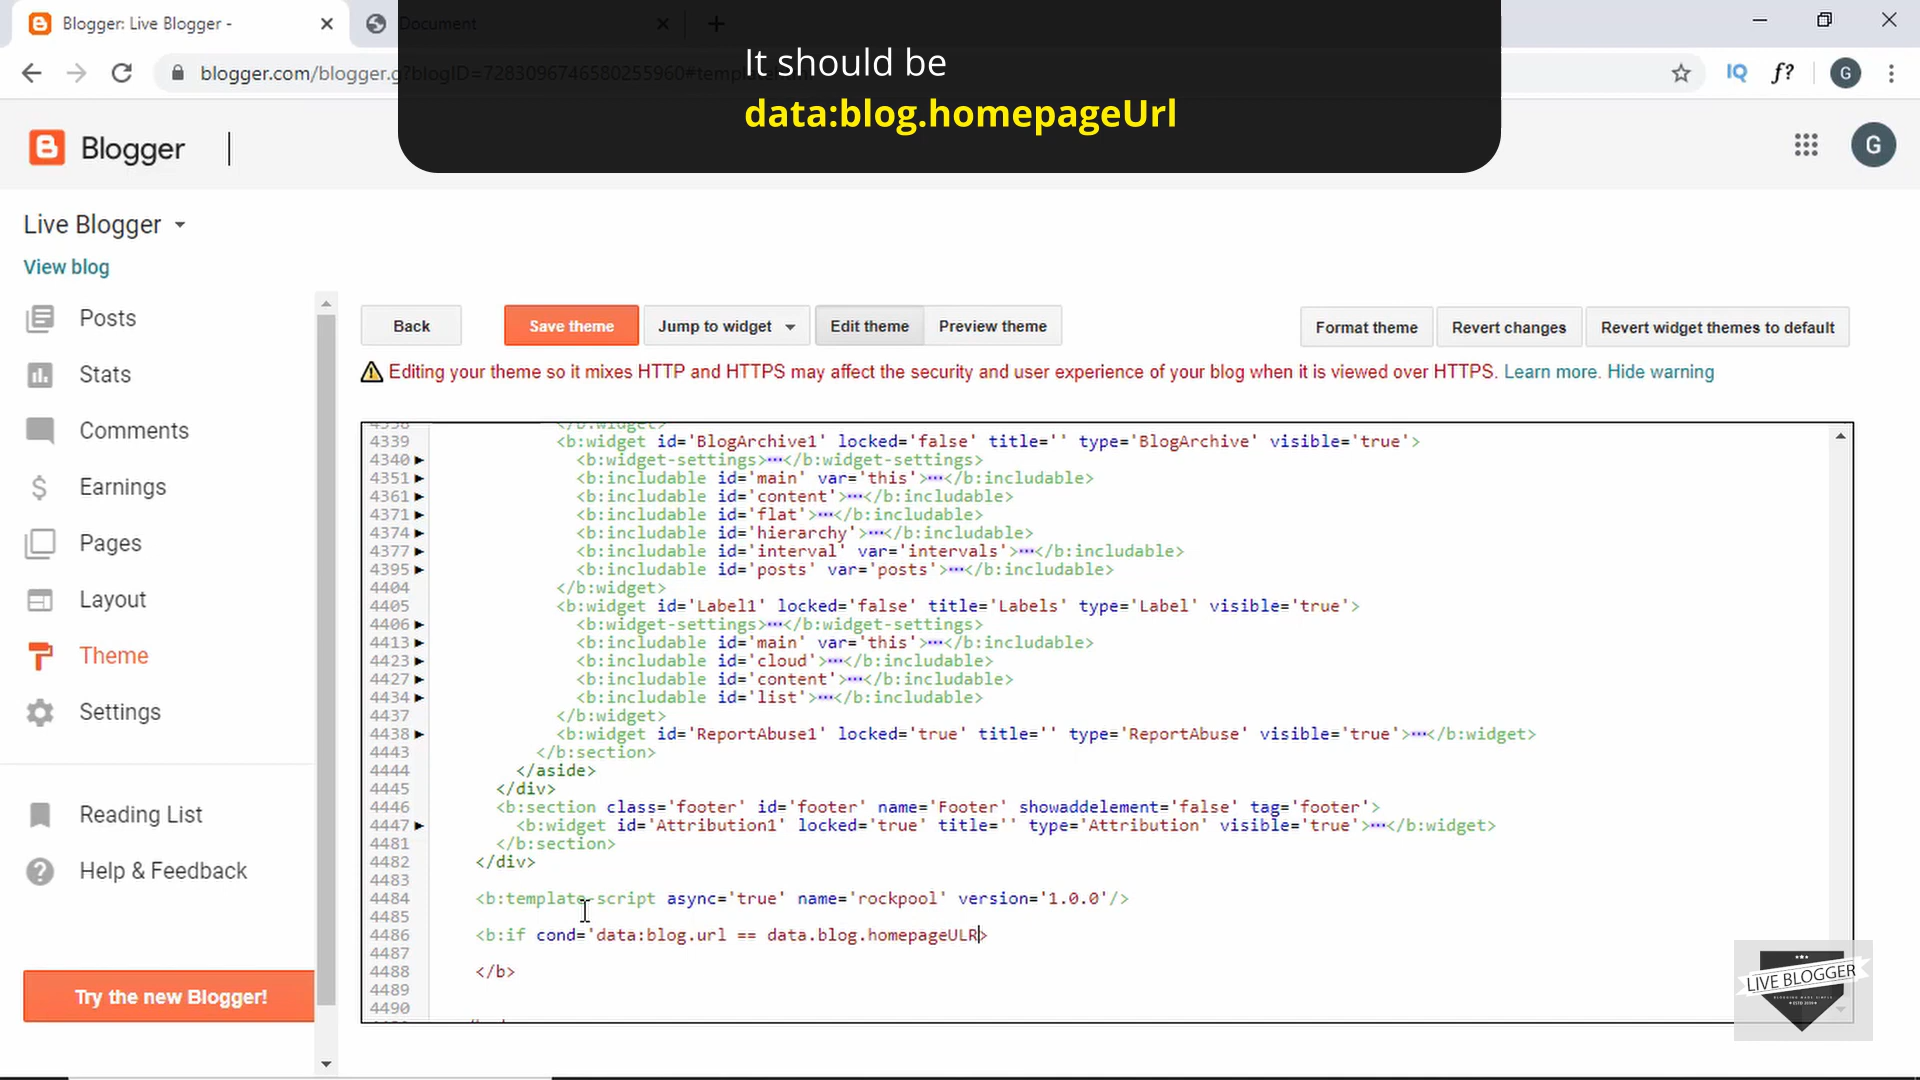 Blogger: Live Blogger -
Document
It should be
data:blog.homepageUrl
blogger.com/blogger.g?blogID=7283096746580255960#template
IQ
f?
G
Blogger
G
Live Blogger
View blog
Posts
Stats
Comments
Earnings
Pages
Layout
Theme
Settings
Reading List
Help & Feedback
Try the new Blogger!
Back
Save theme
Jump to widget
Edit theme
Preview theme
Format theme
Revert changes
Revert widget themes to default
Editing your theme so it mixes HTTP and HTTPS may affect the security and user experience of your blog when it is viewed over HTTPS. Learn more. Hide warning
4338 </b:widget>
4339 <b:widget id='BlogArchive1' locked='false' title='' type='BlogArchive' visible='true'>
4340 <b:widget-settings>…</b:widget-settings>
4351 <b:includable id='main' var='this'>…</b:includable>
4361 <b:includable id='content'>…</b:includable>
4371 <b:includable id='flat'>…</b:includable>
4374 <b:includable id='hierarchy'>…</b:includable>
4377 <b:includable id='interval' var='intervals'>…</b:includable>
4395 <b:includable id='posts' var='posts'>…</b:includable>
4404 </b:widget>
4405 <b:widget id='Label1' locked='false' title='Labels' type='Label' visible='true'>
4406 <b:widget-settings>…</b:widget-settings>
4413 <b:includable id='main' var='this'>…</b:includable>
4423 <b:includable id='cloud'>…</b:includable>
4427 <b:includable id='content'>…</b:includable>
4434 <b:includable id='list'>…</b:includable>
4437 </b:widget>
4438 <b:widget id='ReportAbuse1' locked='true' title='' type='ReportAbuse' visible='true'>…</b:widget>
4443 </b:section>
4444 </aside>
4445 </div>
4446 <b:section class='footer' id='footer' name='Footer' showaddelement='false' tag='footer'>
4447 <b:widget id='Attribution1' locked='true' title='' type='Attribution' visible='true'>…</b:widget>
4481 </b:section>
4482 </div>
4483
4484 <b:template-script async='true' name='rockpool' version='1.0.0'/>
4485
4486 <b:if cond='data:blog.url == data.blog.homepageULR>
4487
4488 </b>
4489
4490
LIVE BLOGGER